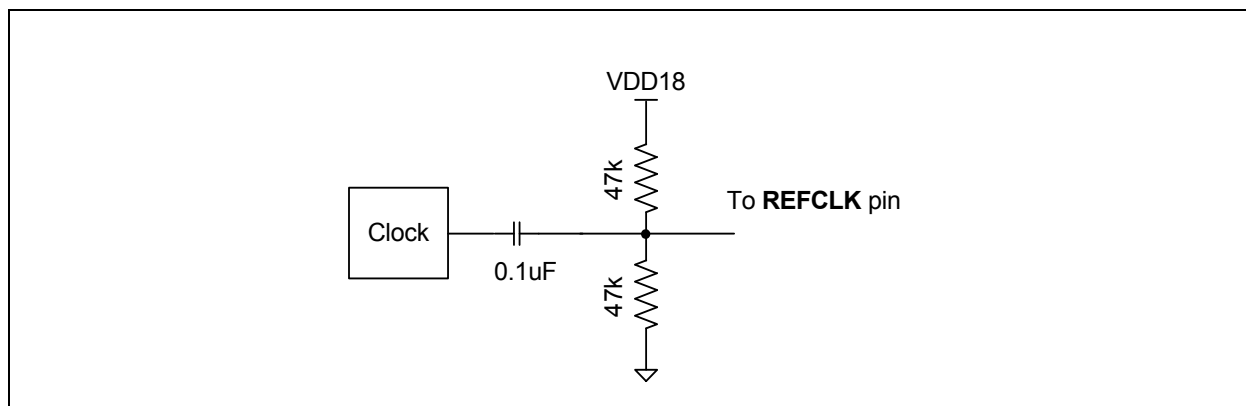 VDD18
47k
To REFCLK pin
Clock
0.1uF
47k